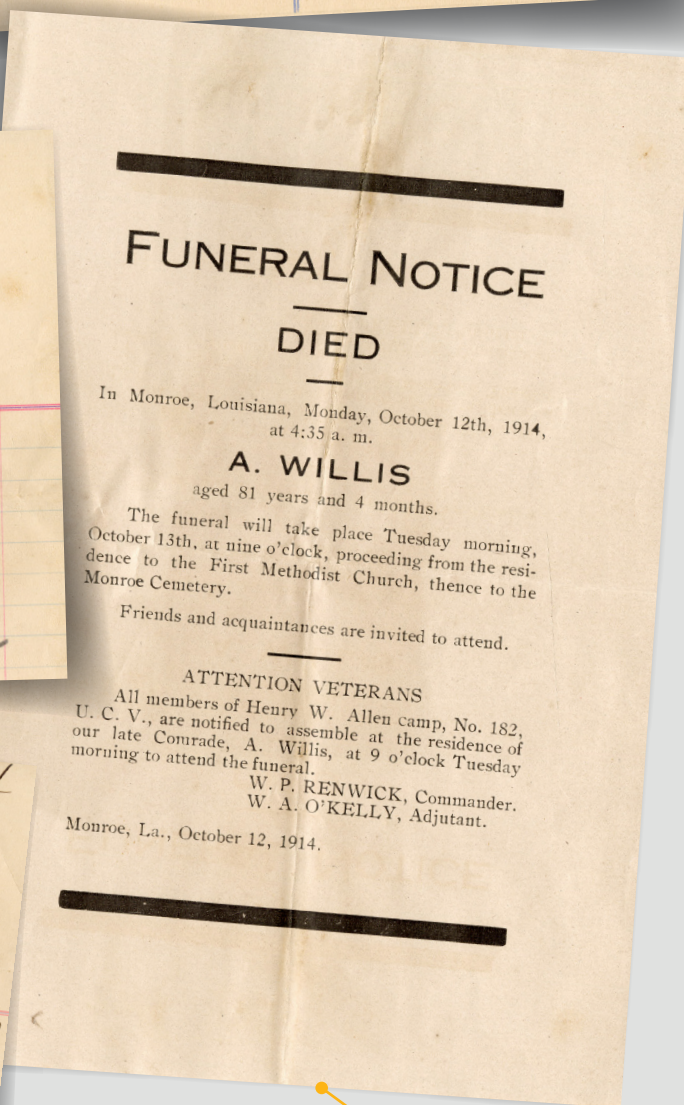 FUNERAL NOTICE
DIED
In Monroe, Louisiana, Monday, October 12th, 1914,
at 4:35 a. m.
A. WILLIS
aged 81 years and 4 months.
The funeral will take place Tuesday morning,
October 13th, at nine o'clock, proceeding from the resi-
dence to the First Methodist Church, thence to the
Monroe Cemetery.
Friends and acquaintances are invited to attend.
ATTENTION VETERANS
All members of Henry W. Allen camp, No. 182,
U. C. V., are notified to assemble at the residence of
our late Comrade, A. Willis, at 9 o'clock Tuesday
morning to attend the funeral.
W. P. RENWICK, Commander.
W. A. O'KELLY, Adjutant.
Monroe, La., October 12, 1914.